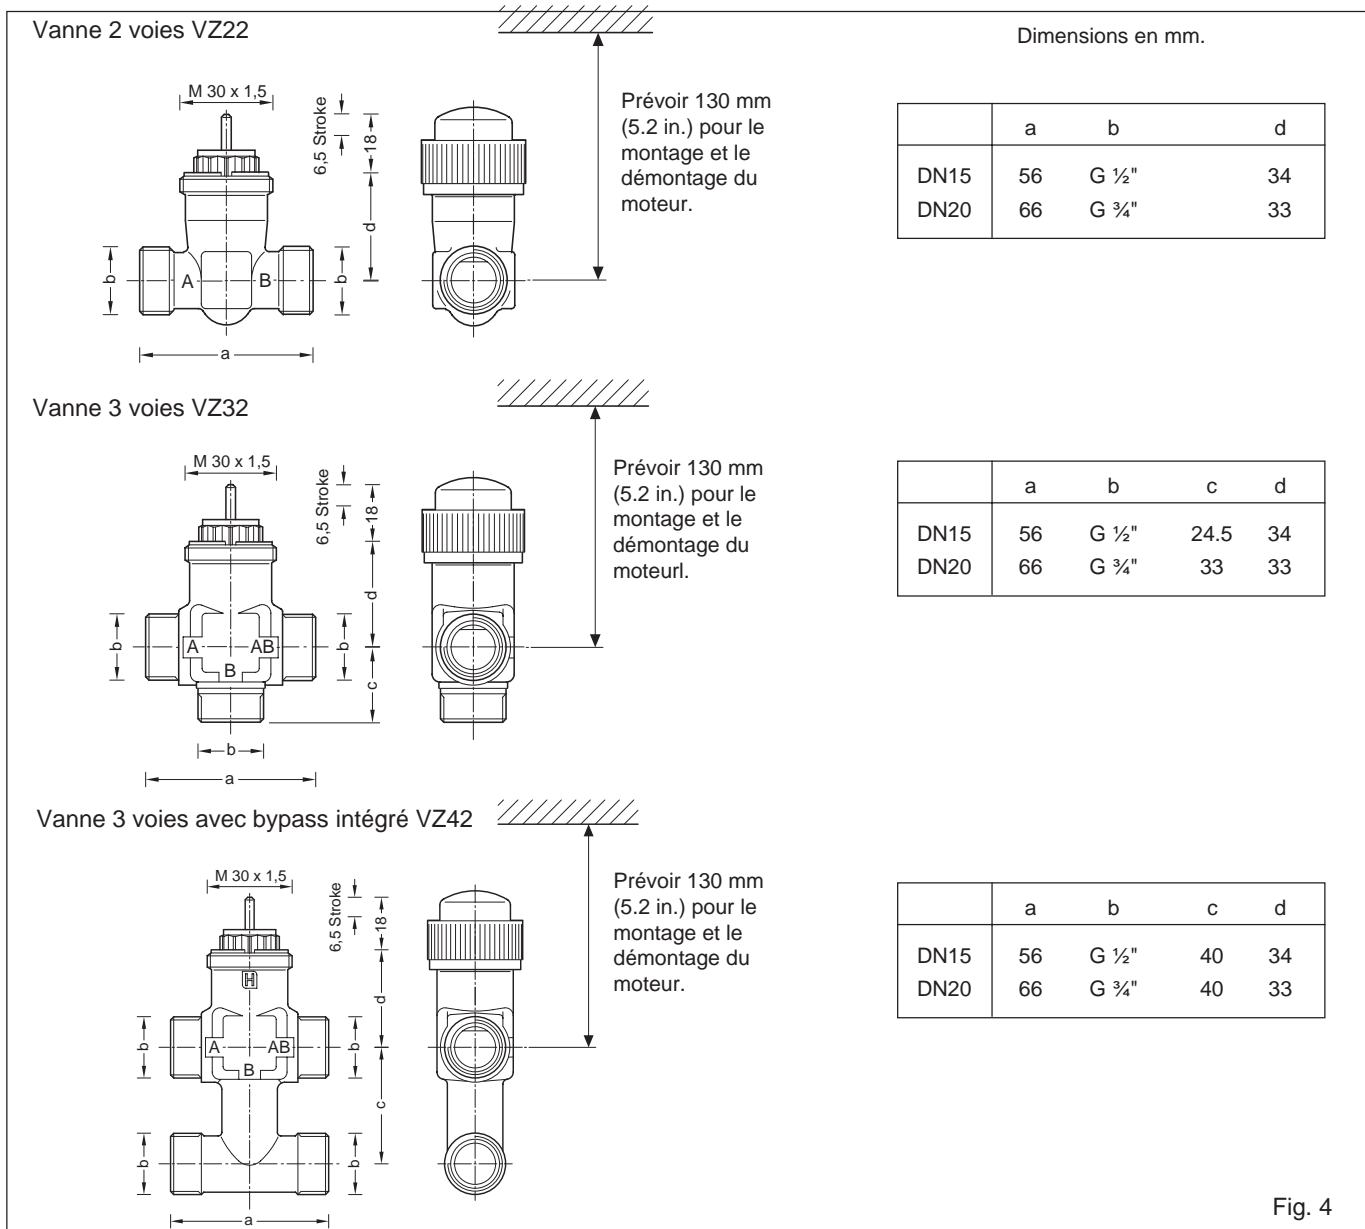 Vanne 2 voies VZ22
Dimensions en mm.
M 30 x 1,5
6,5 Stroke
18
d
b
A
B
b
a
Prévoir 130 mm
(5.2 in.) pour le
montage et le
démontage du
moteur.
a b d
DN15 56 G ½" 34
DN20 66 G ¾" 33
Vanne 3 voies VZ32
M 30 x 1,5
6,5 Stroke
18
d
b
A
AB
B
b
c
b
a
Prévoir 130 mm
(5.2 in.) pour le
montage et le
démontage du
moteurl.
a b c d
DN15 56 G ½" 24.5 34
DN20 66 G ¾" 33 33
Vanne 3 voies avec bypass intégré VZ42
M 30 x 1,5
6,5 Stroke
18
H
d
b
A
AB
B
b
c
b
b
a
Prévoir 130 mm
(5.2 in.) pour le
montage et le
démontage du
moteur.
a b c d
DN15 56 G ½" 40 34
DN20 66 G ¾" 40 33
Fig. 4